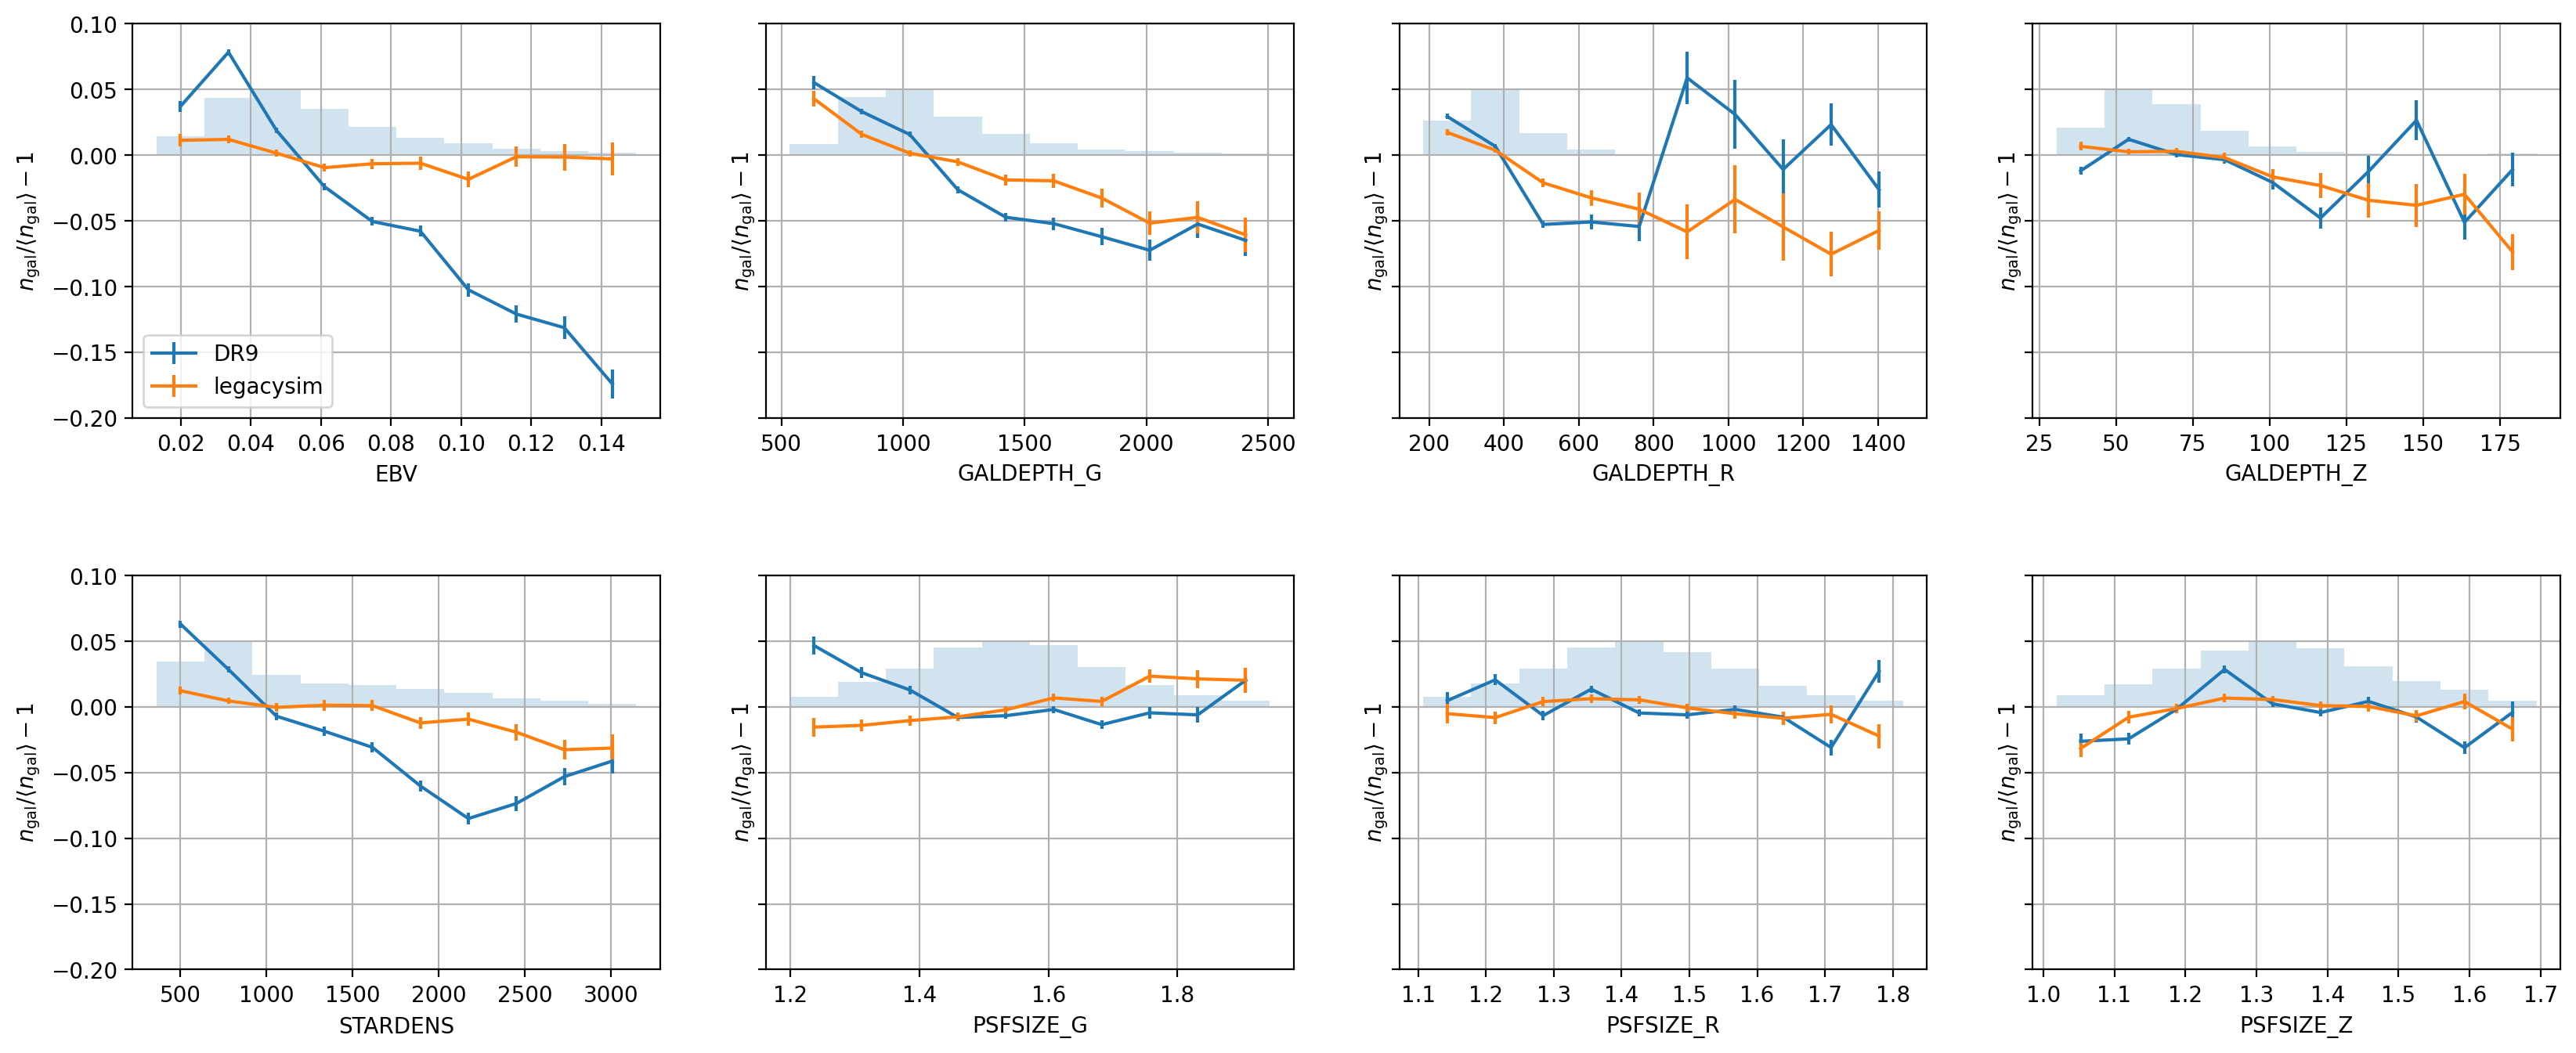 0.10
0.05
0.00
−0.05
−0.10
−0.15
−0.20
n_gal/⟨n_gal⟩ − 1
DR9
legacysim
0.02 0.04 0.06 0.08 0.10 0.12 0.14
EBV
n_gal/⟨n_gal⟩ − 1
500 1000 1500 2000 2500
GALDEPTH_G
n_gal/⟨n_gal⟩ − 1
200 400 600 800 1000 1200 1400
GALDEPTH_R
n_gal/⟨n_gal⟩ − 1
25 50 75 100 125 150 175
GALDEPTH_Z
0.10
0.05
0.00
−0.05
−0.10
−0.15
−0.20
n_gal/⟨n_gal⟩ − 1
500 1000 1500 2000 2500 3000
STARDENS
n_gal/⟨n_gal⟩ − 1
1.2 1.4 1.6 1.8
PSFSIZE_G
n_gal/⟨n_gal⟩ − 1
1.1 1.2 1.3 1.4 1.5 1.6 1.7 1.8
PSFSIZE_R
n_gal/⟨n_gal⟩ − 1
1.0 1.1 1.2 1.3 1.4 1.5 1.6 1.7
PSFSIZE_Z